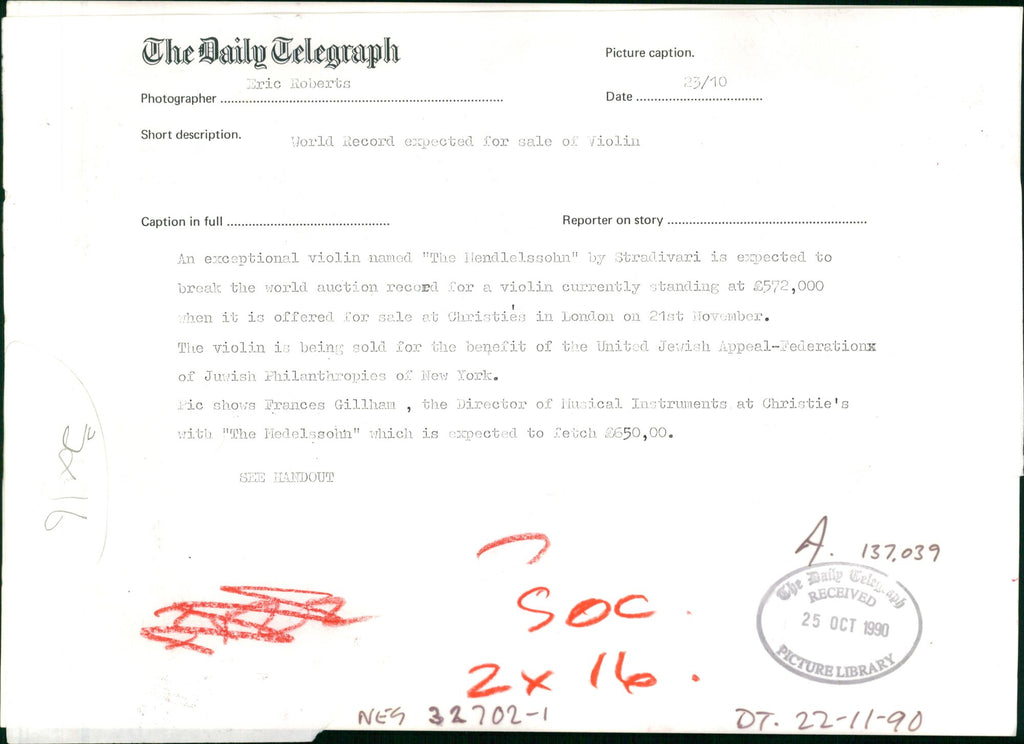 The Daily Telegraph
Picture caption.
Eric Roberts
23/10
Photographer
Date
Short description.
World Record expected for sale of Violin
Caption in full
Reporter on story
An exceptional violin named "The Mendlelssohn" by Stradivari is expected to
break the world auction record for a violin currently standing at £572,000
when it is offered for sale at Christie's in London on 21st November.
The violin is being sold for the benefit of the United Jewish Appeal-Federationx
of Juwish Philanthropies of New York.
Pic shows Frances Gillham , the Director of Musical Instruments at Christie's
with "The Medelssohn" which is expected to fetch £650,00.
SEE HANDOUT
A. 137,039
The Daily Telegraph
RECEIVED
25 OCT 1990
PICTURE LIBRARY
SOC.
2x 16.
NEG 32702-1
DT. 22-11-90